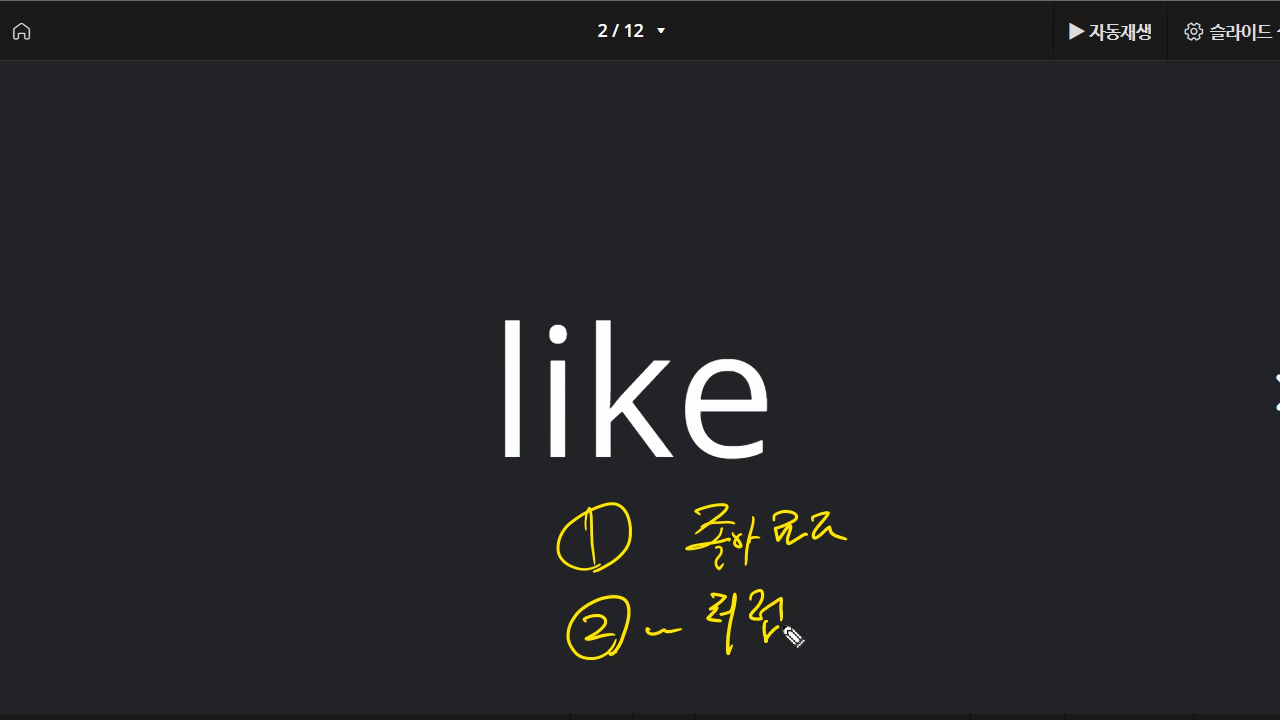 2 / 12
▶ 자동재생
슬라이드
like
① 좋아하다
② ~ 처럼